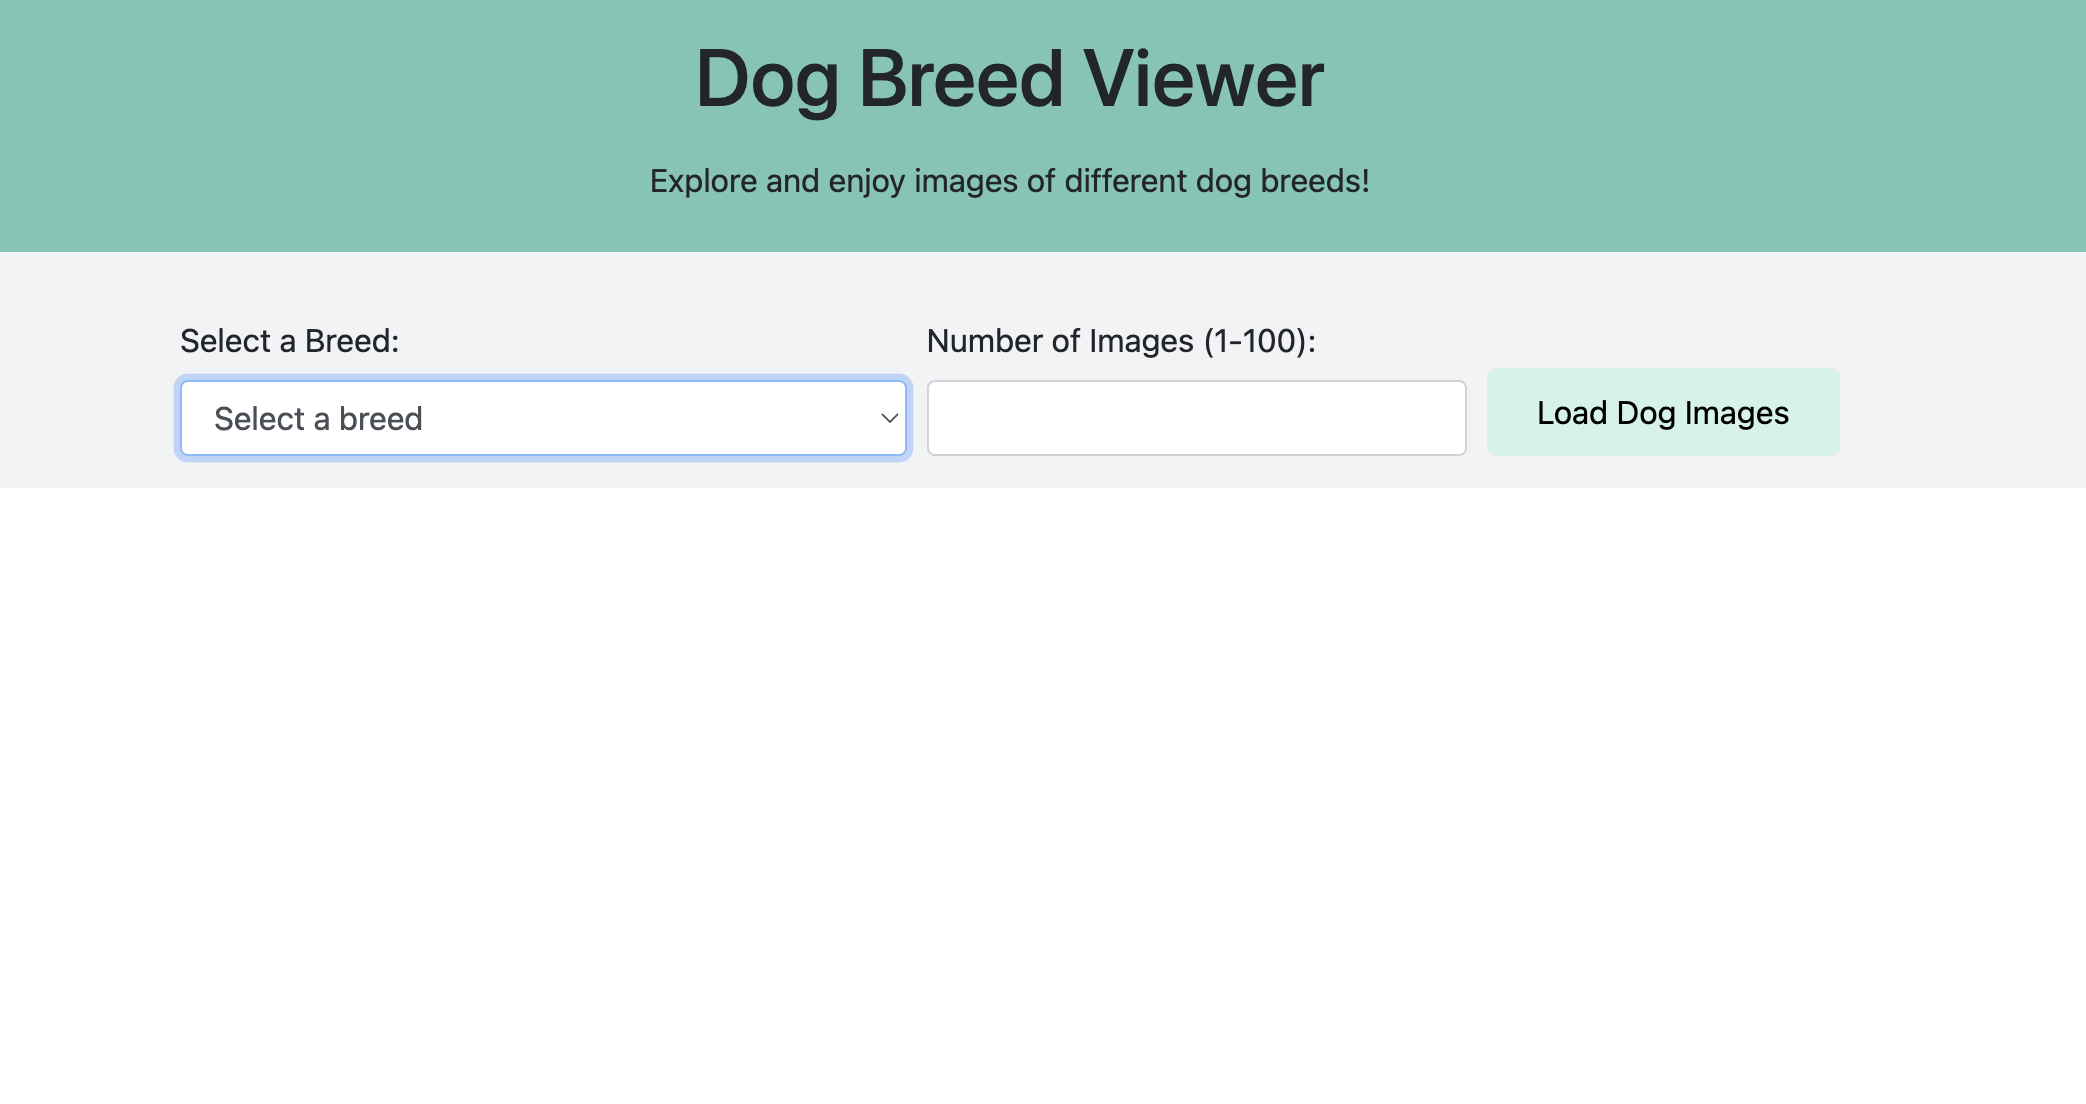 Dog Breed Viewer
Explore and enjoy images of different dog breeds!
Select a Breed:
Number of Images (1-100):
Select a breed
Load Dog Images